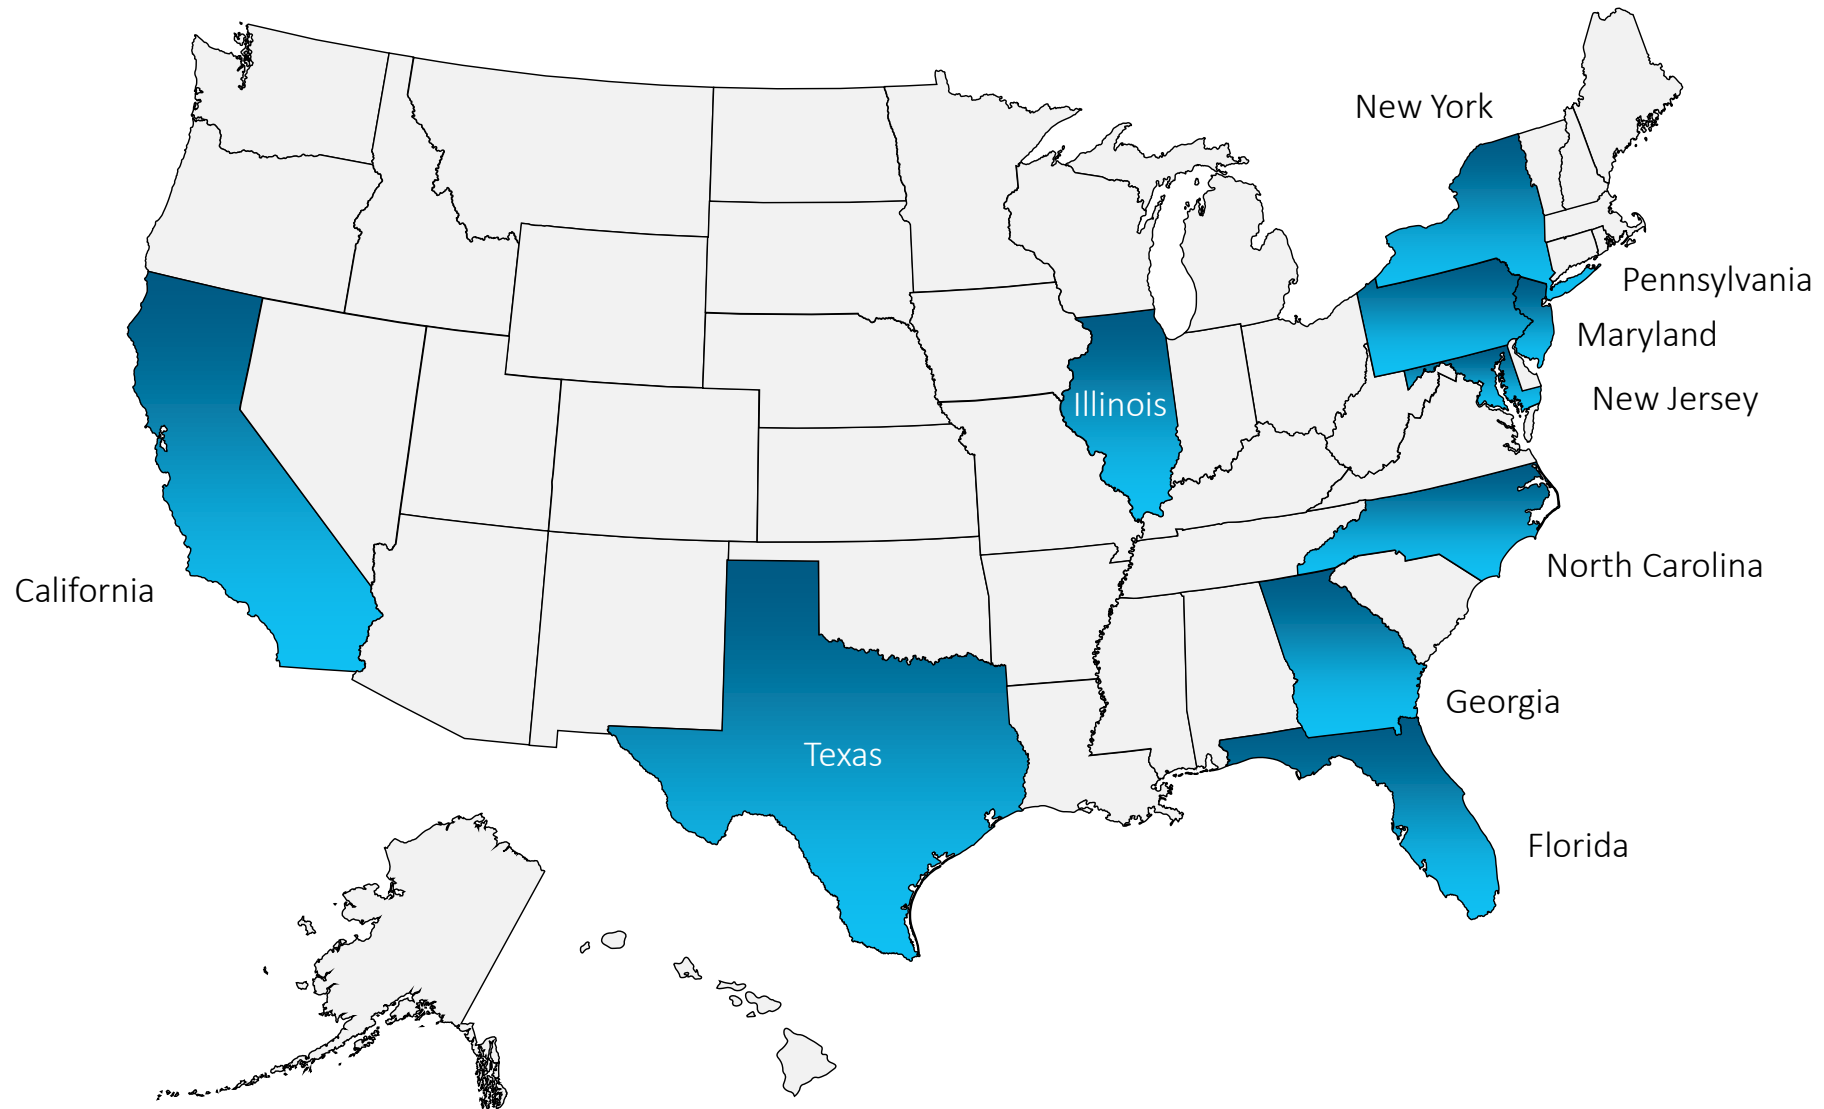 New York
Pennsylvania
Maryland
New Jersey
Illinois
North Carolina
California
Georgia
Texas
Florida